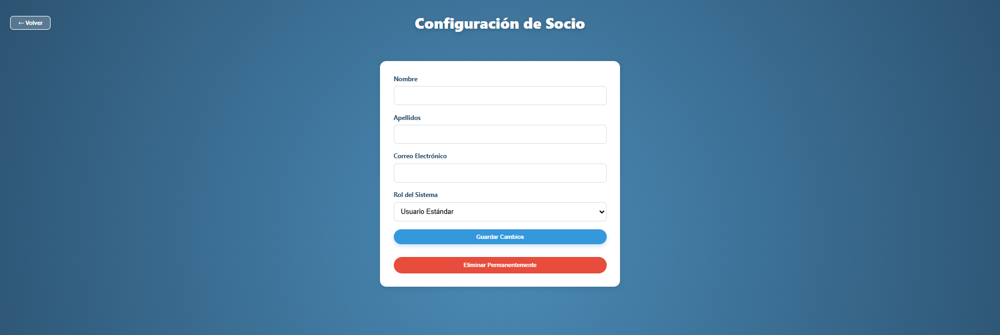 ← Volver
Configuración de Socio
Nombre
Apellidos
Correo Electrónico
Rol del Sistema
Usuario Estándar
Guardar Cambios
Eliminar Permanentemente